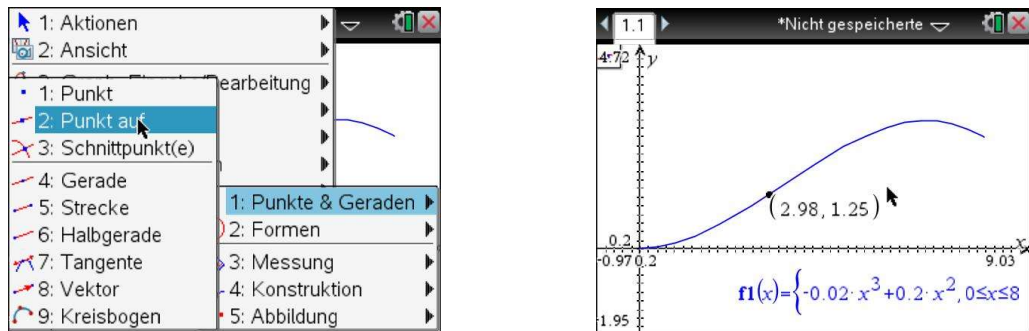 1: Aktionen
2: Ansicht
earbeitung
1: Punkt
2: Punkt auf
3: Schnittpunkt(e)
4: Gerade
5: Strecke
6: Halbgerade
7: Tangente
8: Vektor
9: Kreisbogen
1: Punkte & Geraden
2: Formen
3: Messung
4: Konstruktion
5: Abbildung
1.1
*Nicht gespeicherte
4.72
y
(2.98, 1.25)
0.2
x
-0.97
0.2
9.03
f1(x)={-0.02·x³+0.2·x²,0≤x≤8
1.95